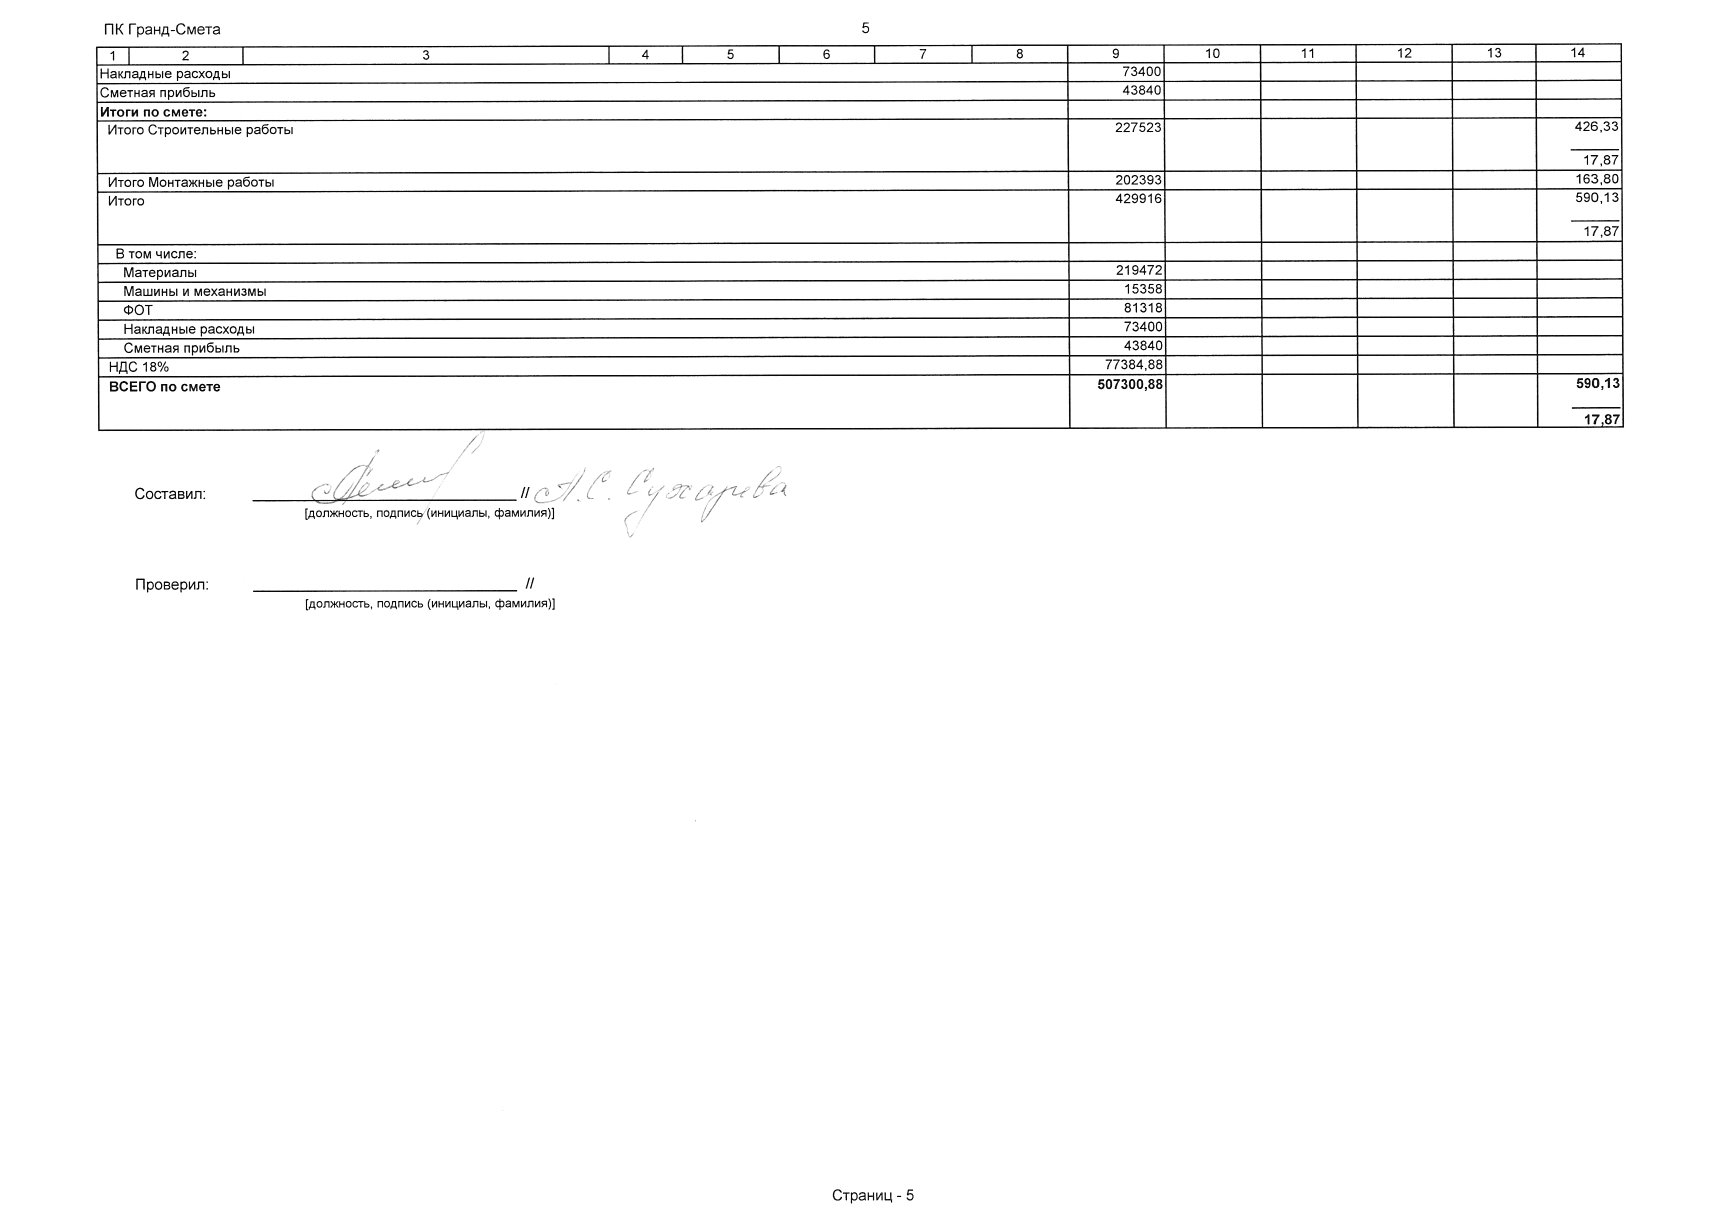 ПК Гранд-Смета 5
1 2 3 4 5 6 7 8 9 10 11 12 13 14
Накладные расходы 73400
Сметная прибыль 43840
Итоги по смете:
Итого Строительные работы 227523 426,33
17,87
Итого Монтажные работы 202393 163,80
Итого 429916 590,13
17,87
В том числе:
Материалы 219472
Машины и механизмы 15358
ФОТ 81318
Накладные расходы 73400
Сметная прибыль 43840
НДС 18% 77384,88
ВСЕГО по смете 507300,88 590,13
17,87
Составил: // А.С. Сухарева
[должность, подпись (инициалы, фамилия)]
Проверил: //
[должность, подпись (инициалы, фамилия)]
Страниц - 5